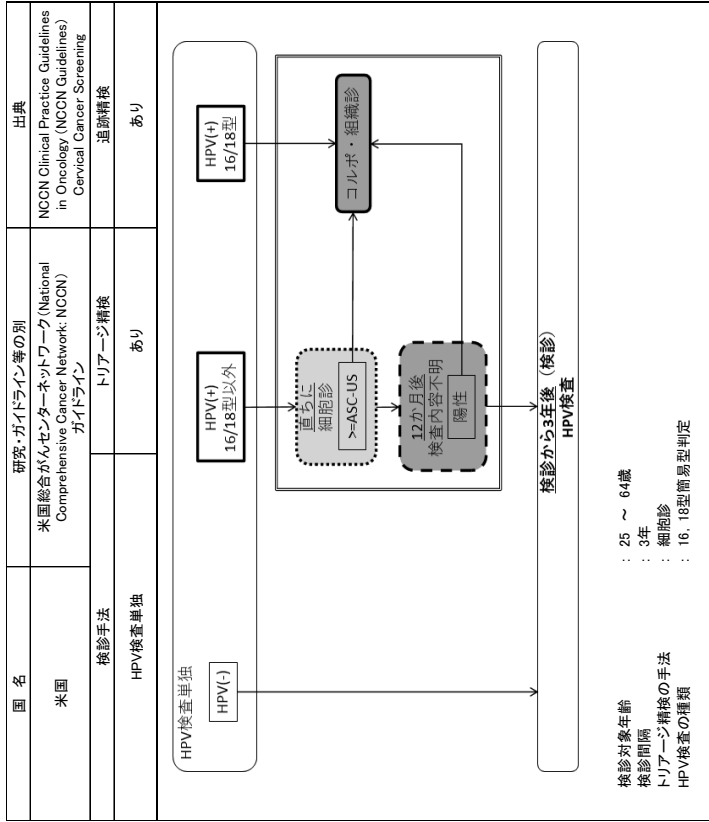 国 名
研究・ガイドライン等の別
出典
米国
米国総合がんセンターネットワーク(National
Comprehensive Cancer Network: NCCN)
ガイドライン
NCCN Clinical Practice Guidelines
in Oncology (NCCN Guidelines)
Cervical Cancer Screening
検診手法
トリアージ精検
追跡精検
HPV検査単独
あり
あり
HPV検査単独
HPV(-)
HPV(+)
16/18型以外
HPV(+)
16/18型
直ちに
細胞診
>=ASC-US
コルポ・組織診
12か月後
検査内容不明
陽性
検診から3年後（検診）
HPV検査
検診対象年齢 : 25 ～ 64歳
検診間隔 : 3年
トリアージ精検の手法 : 細胞診
HPV検査の種類 : 16, 18型簡易型判定